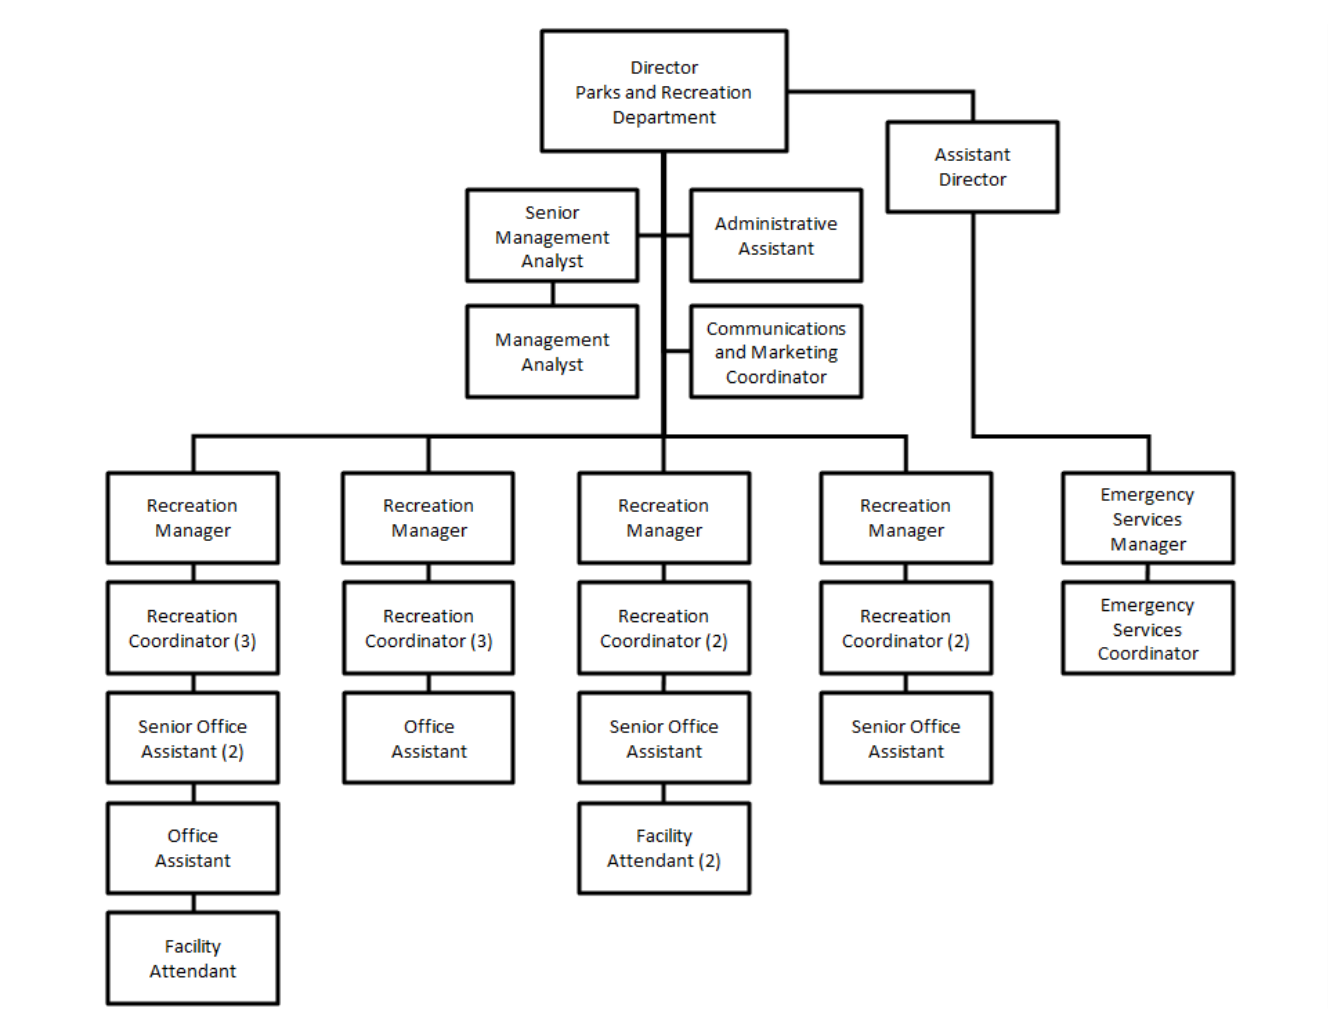 Director
Parks and Recreation
Department
Assistant
Director
Senior
Management
Analyst
Administrative
Assistant
Management
Analyst
Communications
and Marketing
Coordinator
Recreation
Manager
Recreation
Manager
Recreation
Manager
Recreation
Manager
Emergency
Services
Manager
Recreation
Coordinator (3)
Recreation
Coordinator (3)
Recreation
Coordinator (2)
Recreation
Coordinator (2)
Emergency
Services
Coordinator
Senior Office
Assistant (2)
Office
Assistant
Senior Office
Assistant
Senior Office
Assistant
Office
Assistant
Facility
Attendant (2)
Facility
Attendant